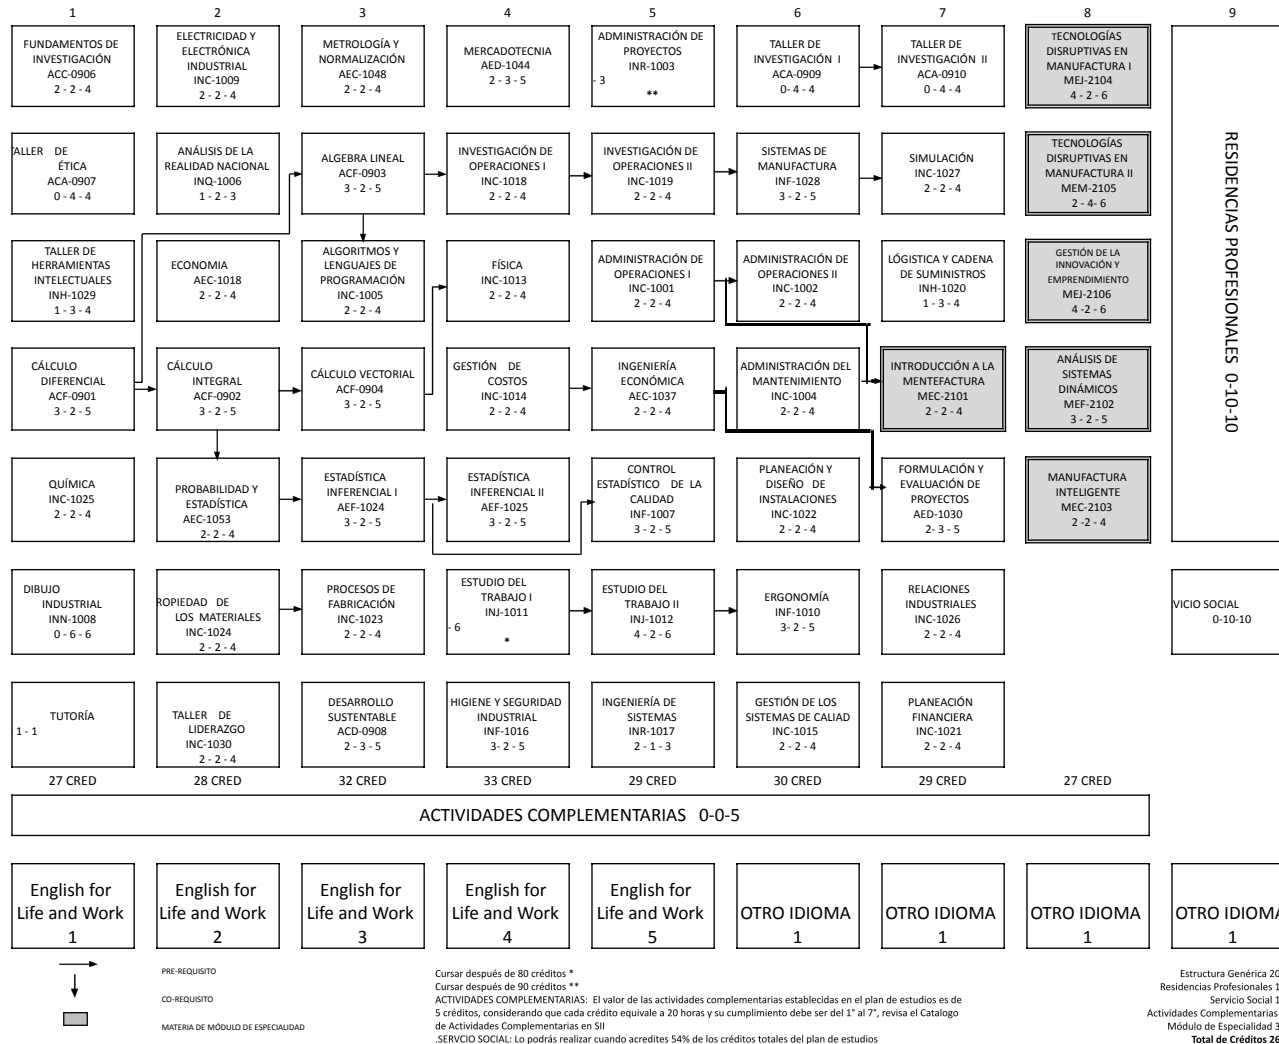 1 2 3 4 5 6 7 8 9
FUNDAMENTOS DE
INVESTIGACIÓN
ACC-0906
2 - 2 - 4
ELECTRICIDAD Y
ELECTRÓNICA
INDUSTRIAL
INC-1009
2 - 2 - 4
METROLOGÍA Y
NORMALIZACIÓN
AEC-1048
2 - 2 - 4
MERCADOTECNIA
AED-1044
2 - 3 - 5
ADMINISTRACIÓN DE
PROYECTOS
INR-1003
- 3
**
TALLER DE
INVESTIGACIÓN I
ACA-0909
0- 4 - 4
TALLER DE
INVESTIGACIÓN II
ACA-0910
0 - 4 - 4
TECNOLOGÍAS
DISRUPTIVAS EN
MANUFACTURA I
MEJ-2104
4 - 2 - 6
RESIDENCIAS PROFESIONALES 0-10-10
TALLER DE
ÉTICA
ACA-0907
0 - 4 - 4
ANÁLISIS DE LA
REALIDAD NACIONAL
INQ-1006
1 - 2 - 3
ALGEBRA LINEAL
ACF-0903
3 - 2 - 5
INVESTIGACIÓN DE
OPERACIONES I
INC-1018
2 - 2 - 4
INVESTIGACIÓN DE
OPERACIONES II
INC-1019
2 - 2 - 4
SISTEMAS DE
MANUFACTURA
INF-1028
3 - 2 - 5
SIMULACIÓN
INC-1027
2 - 2 - 4
TECNOLOGÍAS
DISRUPTIVAS EN
MANUFACTURA II
MEM-2105
2 - 4- 6
TALLER DE
HERRAMIENTAS
INTELECTUALES
INH-1029
1 - 3 - 4
ECONOMIA
AEC-1018
2 - 2 - 4
ALGORITMOS Y
LENGUAJES DE
PROGRAMACIÓN
INC-1005
2 - 2 - 4
FÍSICA
INC-1013
2 - 2 - 4
ADMINISTRACIÓN DE
OPERACIONES I
INC-1001
2 - 2 - 4
ADMINISTRACIÓN DE
OPERACIONES II
INC-1002
2 - 2 - 4
LÓGISTICA Y CADENA
DE SUMINISTROS
INH-1020
1 - 3 - 4
GESTIÓN DE LA
INNOVACIÓN Y
EMPRENDIMIENTO
MEJ-2106
4 -2 - 6
CÁLCULO
DIFERENCIAL
ACF-0901
3 - 2 - 5
CÁLCULO
INTEGRAL
ACF-0902
3 - 2 - 5
CÁLCULO VECTORIAL
ACF-0904
3 - 2 - 5
GESTIÓN DE
COSTOS
INC-1014
2 - 2 - 4
INGENIERÍA
ECONÓMICA
AEC-1037
2 - 2 - 4
ADMINISTRACIÓN DEL
MANTENIMIENTO
INC-1004
2 - 2 - 4
INTRODUCCIÓN A LA
MENTEFACTURA
MEC-2101
2 - 2 - 4
ANÁLISIS DE
SISTEMAS
DINÁMICOS
MEF-2102
3 - 2 - 5
QUÍMICA
INC-1025
2 - 2 - 4
PROBABILIDAD Y
ESTADÍSTICA
AEC-1053
2- 2 - 4
ESTADÍSTICA
INFERENCIAL I
AEF-1024
3 - 2 - 5
ESTADÍSTICA
INFERENCIAL II
AEF-1025
3 - 2 - 5
CONTROL
ESTADÍSTICO DE LA
CALIDAD
INF-1007
3 - 2 - 5
PLANEACIÓN Y
DISEÑO DE
INSTALACIONES
INC-1022
2 - 2 - 4
FORMULACIÓN Y
EVALUACIÓN DE
PROYECTOS
AED-1030
2- 3 - 5
MANUFACTURA
INTELIGENTE
MEC-2103
2 -2 - 4
DIBUJO
INDUSTRIAL
INN-1008
0 - 6 - 6
ROPIEDAD DE
LOS MATERIALES
INC-1024
2 - 2 - 4
PROCESOS DE
FABRICACIÓN
INC-1023
2 - 2 - 4
ESTUDIO DEL
TRABAJO I
INJ-1011
- 6
*
ESTUDIO DEL
TRABAJO II
INJ-1012
4 - 2 - 6
ERGONOMÍA
INF-1010
3- 2 - 5
RELACIONES
INDUSTRIALES
INC-1026
2 - 2 - 4
VICIO SOCIAL
0-10-10
TUTORÍA
1 - 1
TALLER DE
LIDERAZGO
INC-1030
2 - 2 - 4
DESARROLLO
SUSTENTABLE
ACD-0908
2 - 3 - 5
HIGIENE Y SEGURIDAD
INDUSTRIAL
INF-1016
3- 2 - 5
INGENIERÍA DE
SISTEMAS
INR-1017
2 - 1 - 3
GESTIÓN DE LOS
SISTEMAS DE CALIAD
INC-1015
2 - 2 - 4
PLANEACIÓN
FINANCIERA
INC-1021
2 - 2 - 4
27 CRED 28 CRED 32 CRED 33 CRED 29 CRED 30 CRED 29 CRED 27 CRED
ACTIVIDADES COMPLEMENTARIAS 0-0-5
English for
Life and Work
1
English for
Life and Work
2
English for
Life and Work
3
English for
Life and Work
4
English for
Life and Work
5
OTRO IDIOMA
1
OTRO IDIOMA
1
OTRO IDIOMA
1
OTRO IDIOMA
1
PRE-REQUISITO
CO-REQUISITO
MATERIA DE MÓDULO DE ESPECIALIDAD
Cursar después de 80 créditos *
Cursar después de 90 créditos **
ACTIVIDADES COMPLEMENTARIAS: El valor de las actividades complementarias establecidas en el plan de estudios es de
5 créditos, considerando que cada crédito equivale a 20 horas y su cumplimiento debe ser del 1° al 7°, revisa el Catalogo
de Actividades Complementarias en SII
.SERVCIO SOCIAL: Lo podrás realizar cuando acredites 54% de los créditos totales del plan de estudios
Estructura Genérica 20
Residencias Profesionales 1
Servicio Social 1
Actividades Complementarias
Módulo de Especialidad 3
Total de Créditos 26